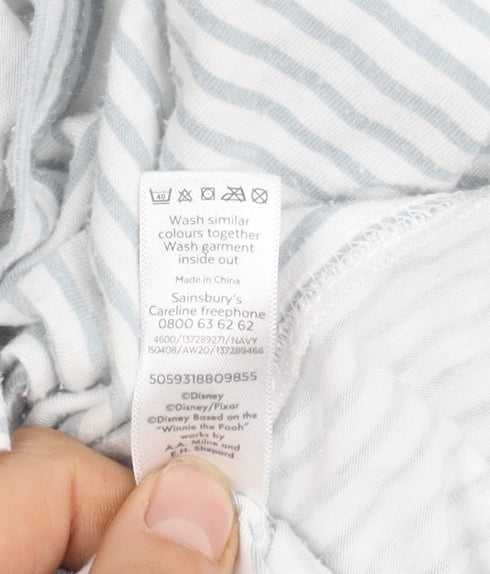 40
Wash similar
colours together
Wash garment
inside out
Made in China
Sainsbury's
Careline freephone
0800 63 62 62
4600/137289271/NAVY
150408/AW20/137289466
5059318809855
©Disney
©Disney/Pixar
©Disney Based on the
"Winnie the Pooh"
works by
A.A. Milne and
E.H. Shepard